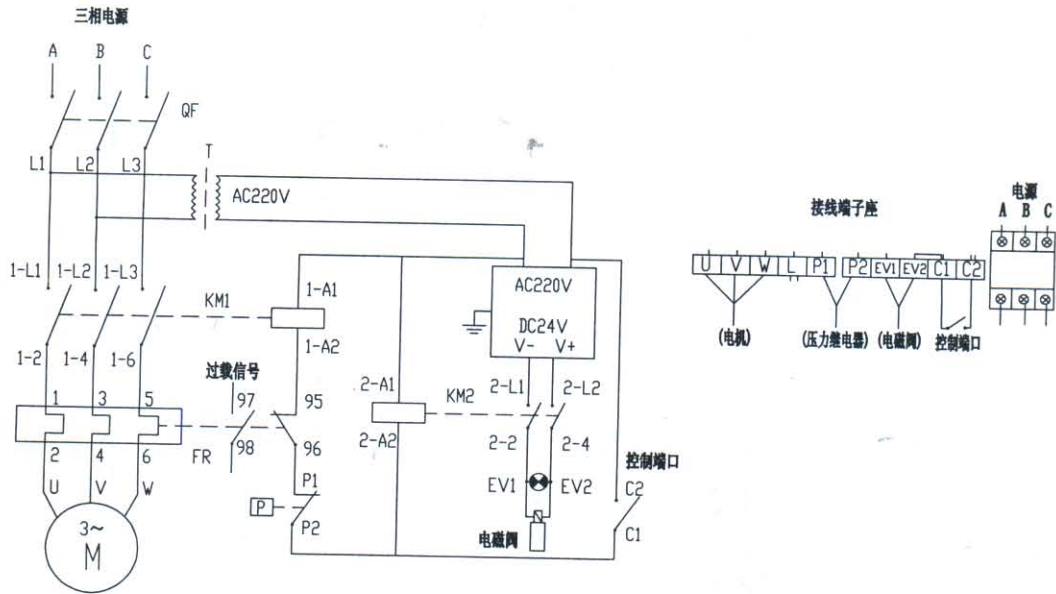 三相电源
A B C
QF
L1 L2 L3
T
AC220V
1-L1 1-L2 1-L3
KM1
1-A1
1-A2
1-2 1-4 1-6
过载信号
97 95
98 96
1 3 5
2 4 6
FR
U V W
3~
M
P1
P
P2
2-A1
2-A2
KM2
AC220V
DC24V
V- V+
2-L1 2-L2
2-2 2-4
EV1 EV2
电磁阀
控制端口
C2
C1
接线端子座
U V W L P1 P2 EV1 EV2 C1 C2
(电机) (压力继电器) (电磁阀) 控制端口
电源
A B C